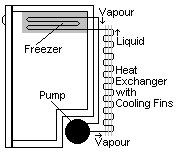 Vapour
Liquid
Freezer
Heat
Exchanger
with
Cooling Fins
Pump
Vapour